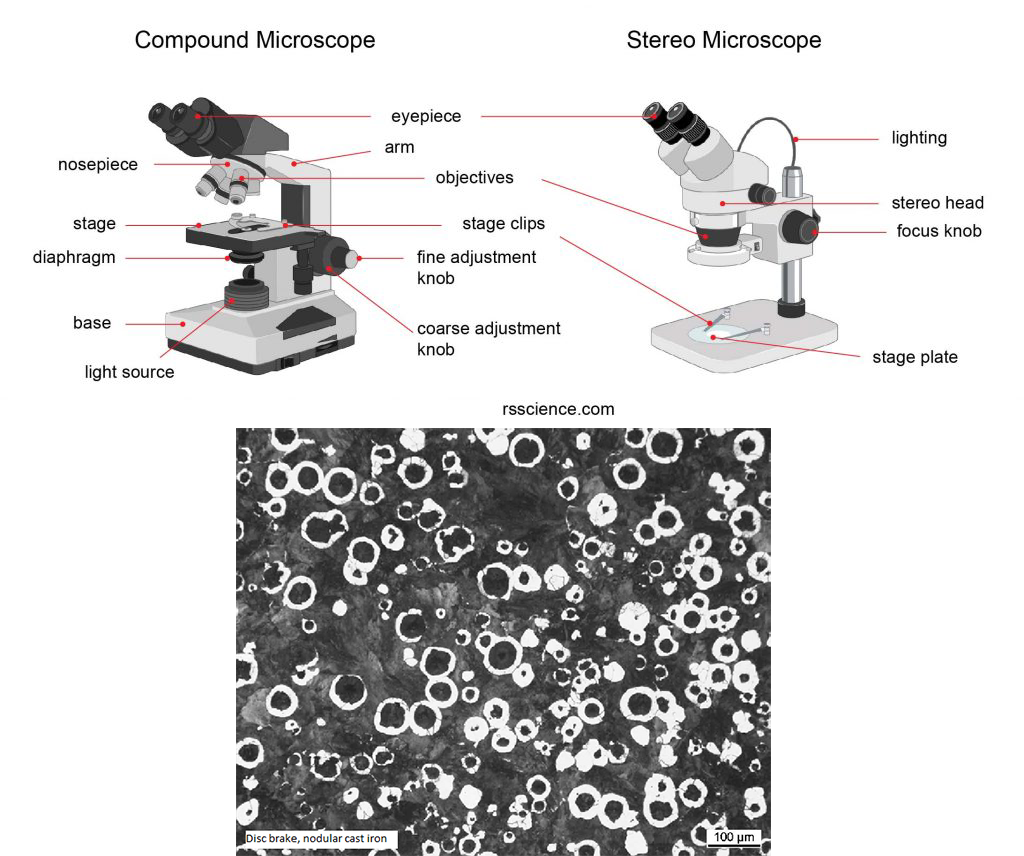 Compound Microscope
Stereo Microscope
eyepiece
arm
nosepiece
objectives
stage
stage clips
diaphragm
fine adjustment
knob
base
coarse adjustment
knob
light source
lighting
stereo head
focus knob
stage plate
rsscience.com
Disc brake, nodular cast iron
100 µm